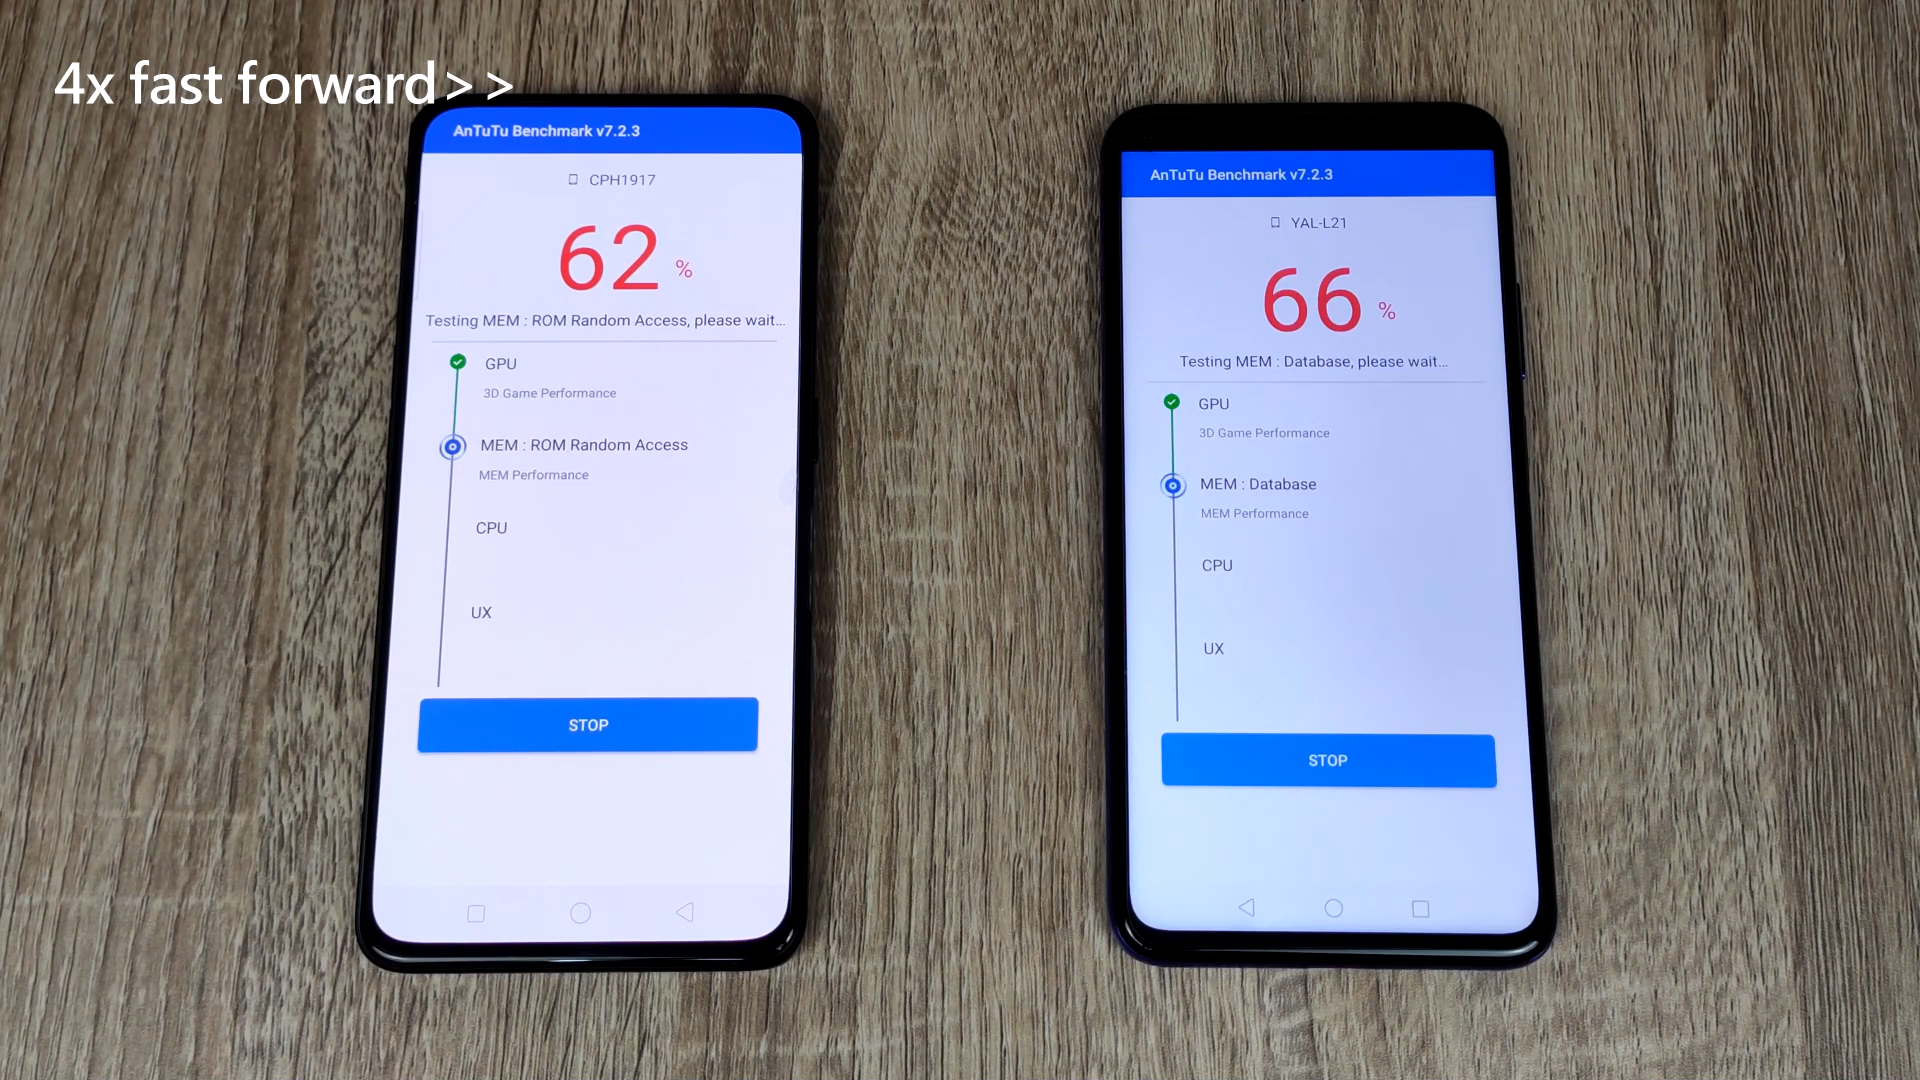 4x fast forward>>
AnTuTu Benchmark v7.2.3
CPH1917
62 %
Testing MEM : ROM Random Access, please wait...
GPU
3D Game Performance
MEM : ROM Random Access
MEM Performance
CPU
UX
STOP
AnTuTu Benchmark v7.2.3
YAL-L21
66 %
Testing MEM : Database, please wait...
GPU
3D Game Performance
MEM : Database
MEM Performance
CPU
UX
STOP